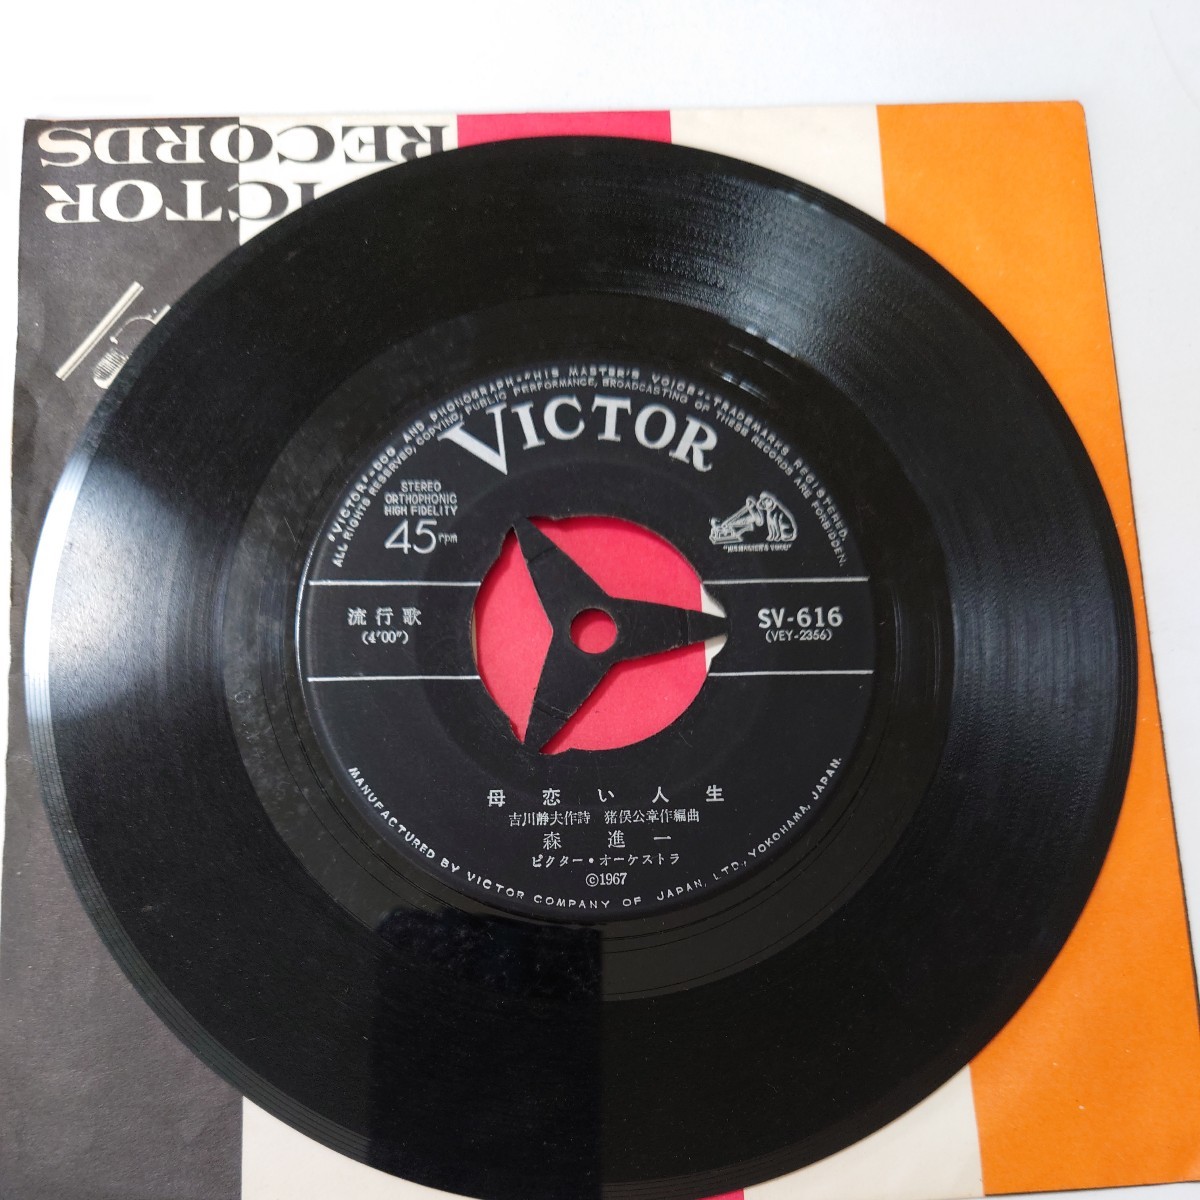 VICTOR
RECORDS
"VICTOR", DOG AND PHONOGRAPH, "HIS MASTER'S VOICE" - TRADEMARKS REGISTERED.
ALL RIGHTS RESERVED, COPYING, PUBLIC PERFORMANCE, BROADCASTING OF THESE RECORDS ARE FORBIDDEN.
VICTOR
STEREO
ORTHOPHONIC
HIGH FIDELITY
45rpm
"HIS MASTER'S VOICE"
流行歌
(4'00")
SV-616
(VEY-2356)
母恋い人生
吉川静夫作詩 猪俣公章作編曲
森進一
ビクター・オーケストラ
©1967
MANUFACTURED BY VICTOR COMPANY OF JAPAN, LTD., YOKOHAMA, JAPAN.